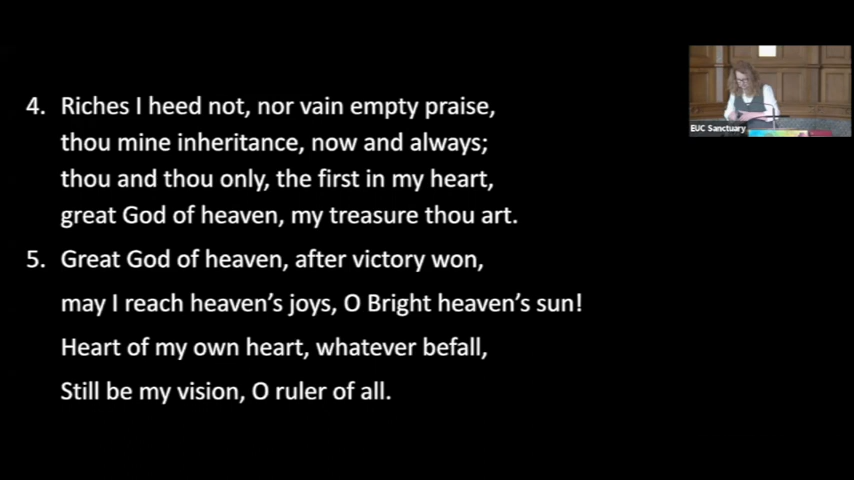 4. Riches I heed not, nor vain empty praise,
thou mine inheritance, now and always;
thou and thou only, the first in my heart,
great God of heaven, my treasure thou art.
5. Great God of heaven, after victory won,
may I reach heaven’s joys, O Bright heaven’s sun!
Heart of my own heart, whatever befall,
Still be my vision, O ruler of all.
EUC Sanctuary